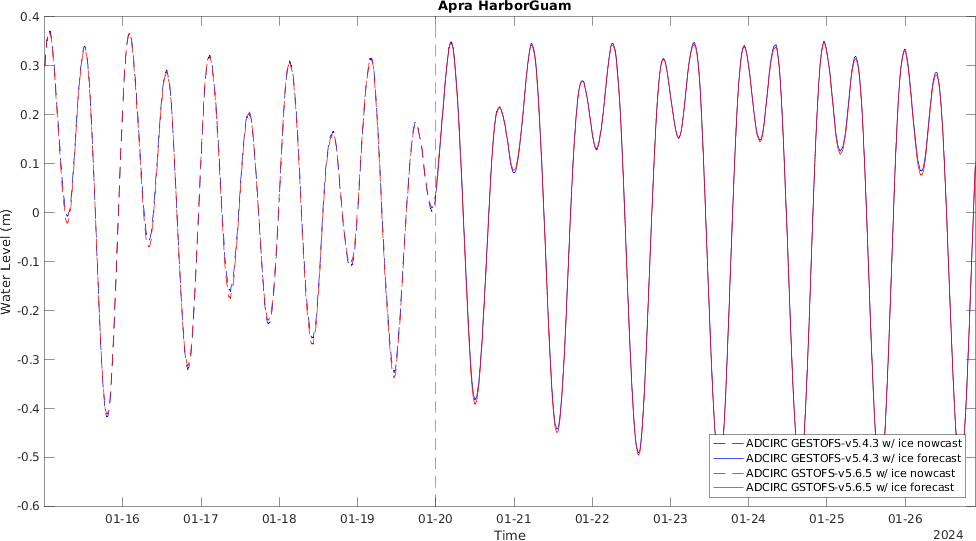 Apra HarborGuam
0.4
0.3
0.2
0.1
0
-0.1
-0.2
-0.3
-0.4
-0.5
-0.6
Water Level (m)
ADCIRC GESTOFS-v5.4.3 w/ ice nowcast
ADCIRC GESTOFS-v5.4.3 w/ ice forecast
ADCIRC GSTOFS-v5.6.5 w/ ice nowcast
ADCIRC GSTOFS-v5.6.5 w/ ice forecast
01-16 01-17 01-18 01-19 01-20 01-21 01-22 01-23 01-24 01-25 01-26
Time
2024